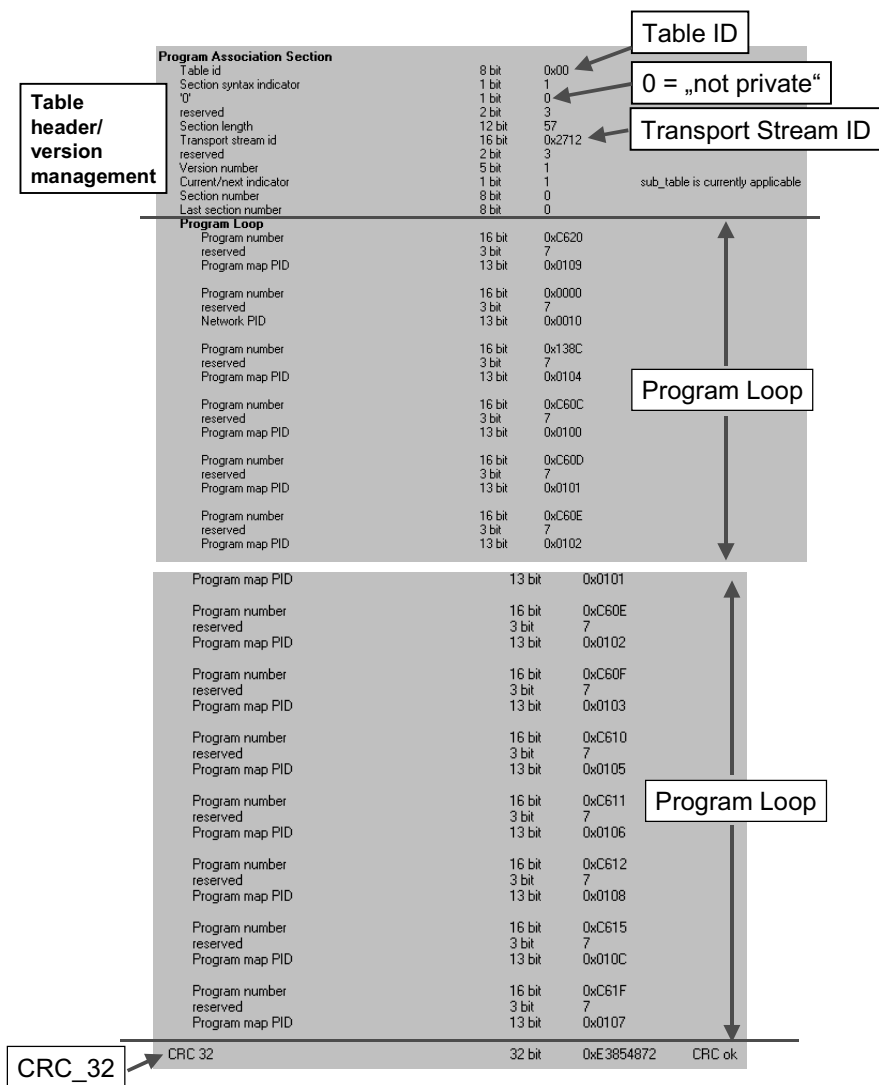 Table ID
Program Association Section
Table id 8 bit 0x00
Section syntax indicator 1 bit 1
0 = „not private“
'0' 1 bit 0
Table
header/
version
management
reserved 2 bit 3
Section length 12 bit 57
Transport Stream ID
Transport stream id 16 bit 0x2712
reserved 2 bit 3
Version number 5 bit 1
Current/next indicator 1 bit 1 sub_table is currently applicable
Section number 8 bit 0
Last section number 8 bit 0
Program Loop
Program number 16 bit 0xC620
reserved 3 bit 7
Program map PID 13 bit 0x0109
Program number 16 bit 0x0000
reserved 3 bit 7
Network PID 13 bit 0x0010
Program number 16 bit 0x138C
reserved 3 bit 7
Program map PID 13 bit 0x0104
Program Loop
Program number 16 bit 0xC60C
reserved 3 bit 7
Program map PID 13 bit 0x0100
Program number 16 bit 0xC60D
reserved 3 bit 7
Program map PID 13 bit 0x0101
Program number 16 bit 0xC60E
reserved 3 bit 7
Program map PID 13 bit 0x0102
Program map PID 13 bit 0x0101
Program number 16 bit 0xC60E
reserved 3 bit 7
Program map PID 13 bit 0x0102
Program number 16 bit 0xC60F
reserved 3 bit 7
Program map PID 13 bit 0x0103
Program number 16 bit 0xC610
reserved 3 bit 7
Program map PID 13 bit 0x0105
Program Loop
Program number 16 bit 0xC611
reserved 3 bit 7
Program map PID 13 bit 0x0106
Program number 16 bit 0xC612
reserved 3 bit 7
Program map PID 13 bit 0x0108
Program number 16 bit 0xC615
reserved 3 bit 7
Program map PID 13 bit 0x010C
Program number 16 bit 0xC61F
reserved 3 bit 7
Program map PID 13 bit 0x0107
CRC_32
CRC 32 32 bit 0xE3854872 CRC ok